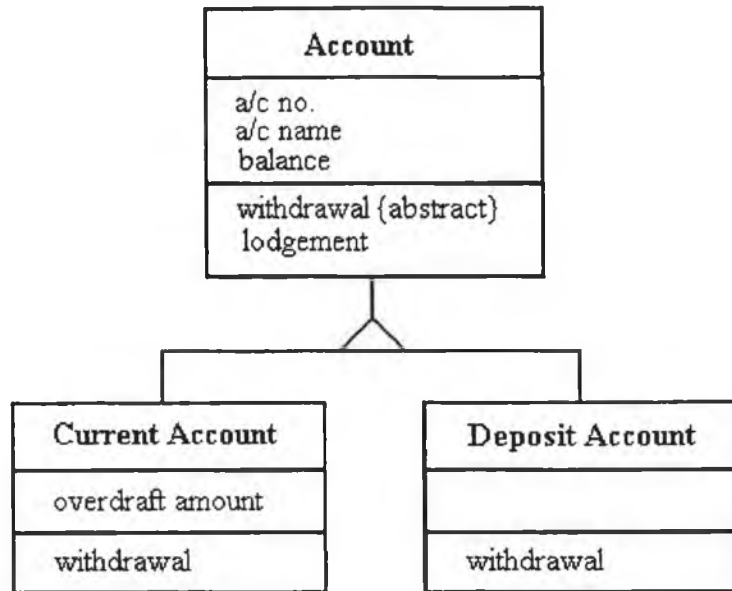 Account
a/c no.
a/c name
balance
withdrawal {abstract}
lodgement
Current Account
overdraft amount
withdrawal
Deposit Account
withdrawal